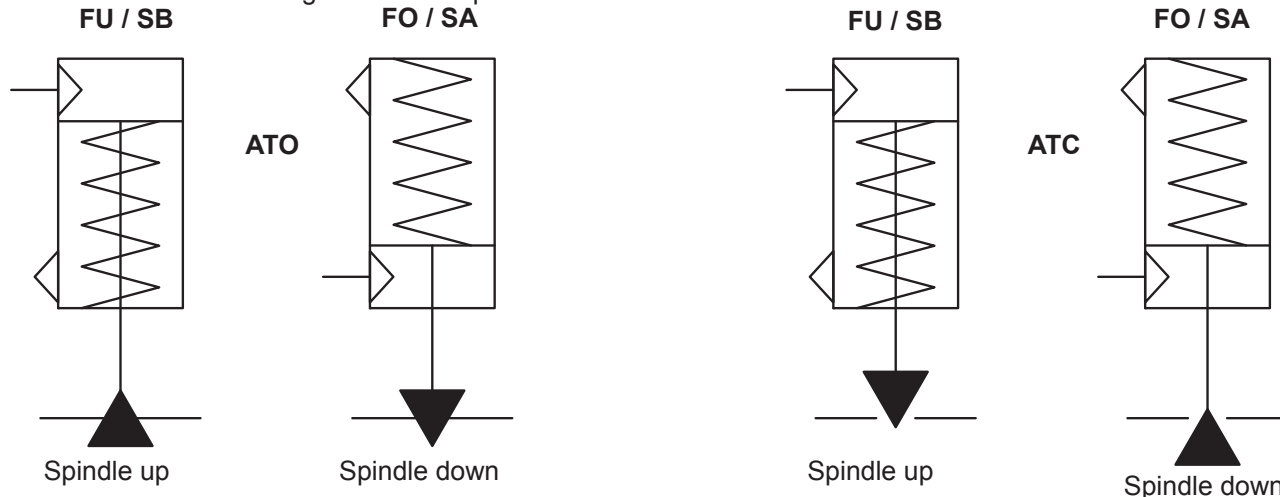 FU / SB
FO / SA
FU / SB
FO / SA
ATO
ATC
Spindle up
Spindle down
Spindle up
Spindle down